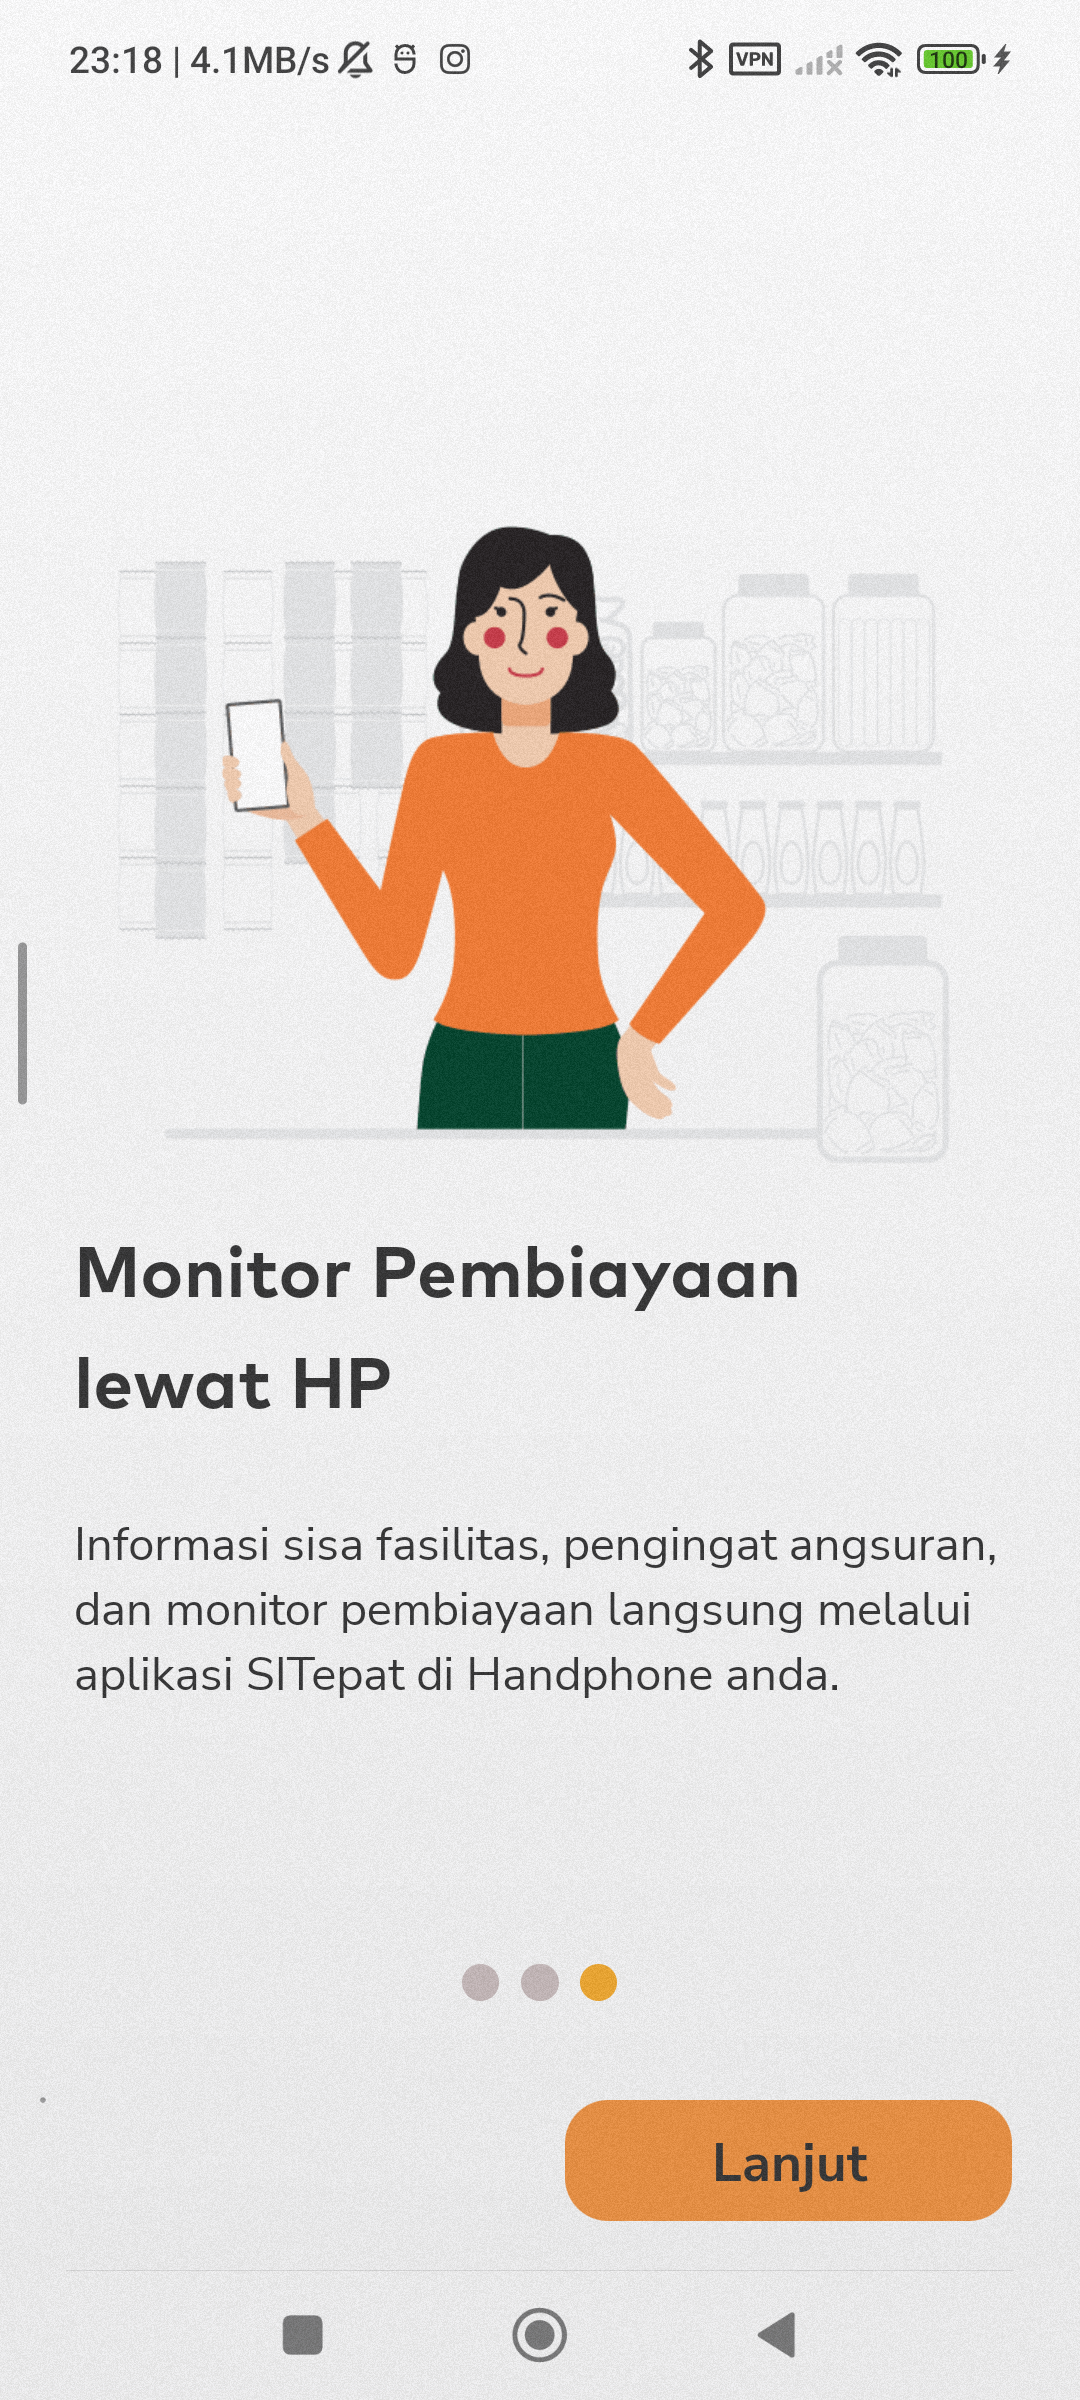 23:18 | 4.1MB/s
VPN
100
Monitor Pembiayaan
lewat HP
Informasi sisa fasilitas, pengingat angsuran,
dan monitor pembiayaan langsung melalui
aplikasi SITepat di Handphone anda.
Lanjut